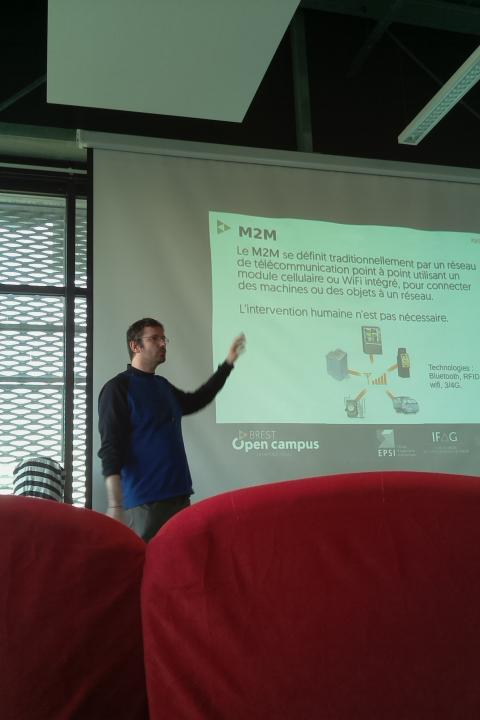 M2M
Le M2M se définit traditionnellement par un réseau
de télécommunication point à point utilisant un
module cellulaire ou WiFi intégré, pour connecter
des machines ou des objets à un réseau.
L'intervention humaine n'est pas nécessaire.
Technologies :
Bluetooth, RFID
wifi, 3/4G.
BREST
Open campus
EPSI
IFAG